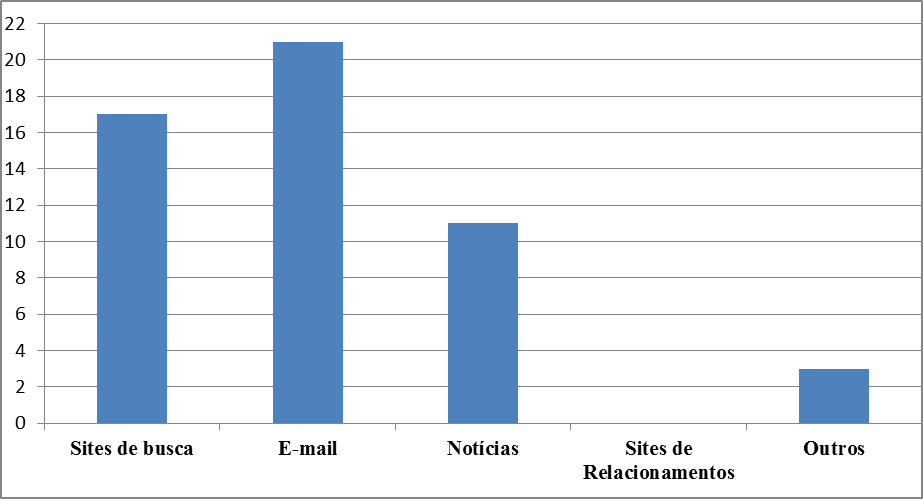 22
20
18
16
14
12
10
8
6
4
2
0
Sites de busca
E-mail
Notícias
Sites de
Relacionamentos
Outros